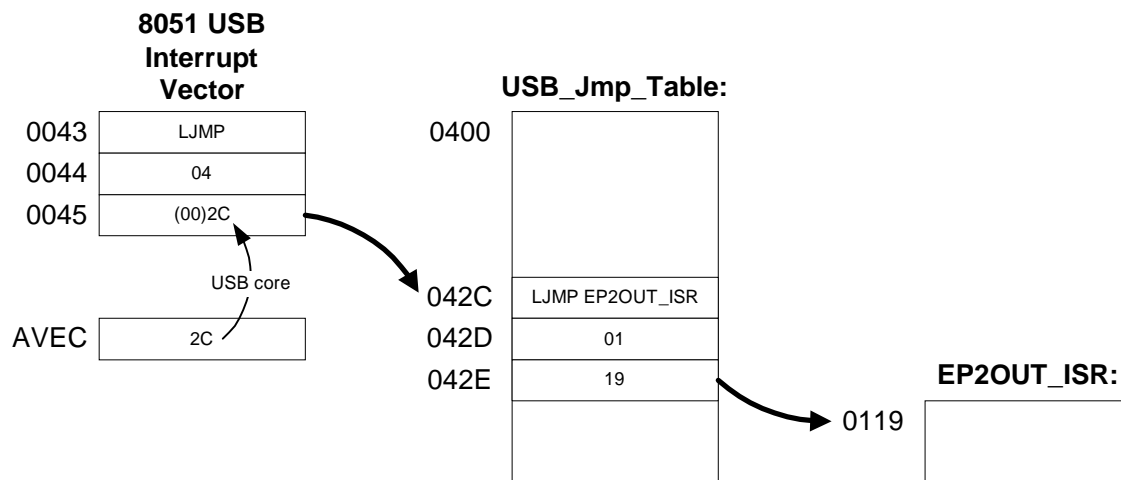 8051 USB
Interrupt
Vector
USB_Jmp_Table:
0043 LJMP
0400
0044 04
0045 (00)2C
USB core
042C LJMP EP2OUT_ISR
AVEC 2C
042D 01
042E 19
EP2OUT_ISR:
0119